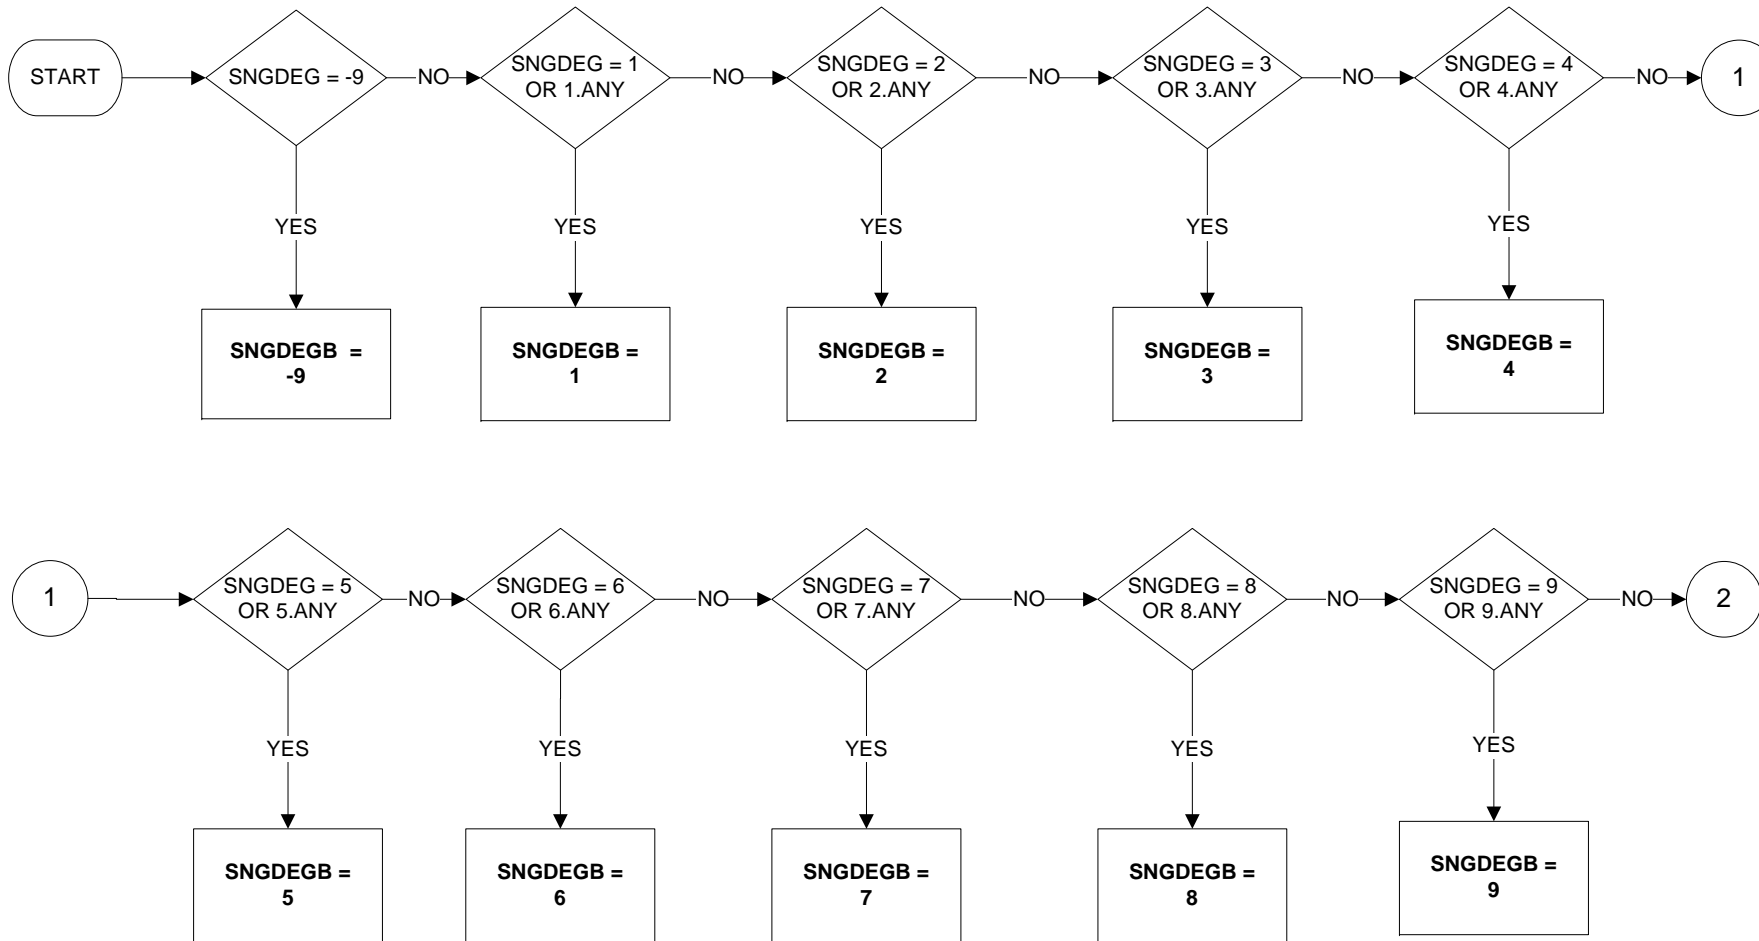 START
SNGDEG = -9
NO
SNGDEG = 1
OR 1.ANY
NO
SNGDEG = 2
OR 2.ANY
NO
SNGDEG = 3
OR 3.ANY
NO
SNGDEG = 4
OR 4.ANY
NO
1
YES
YES
YES
YES
YES
SNGDEGB =
-9
SNGDEGB =
1
SNGDEGB =
2
SNGDEGB =
3
SNGDEGB =
4
1
SNGDEG = 5
OR 5.ANY
NO
SNGDEG = 6
OR 6.ANY
NO
SNGDEG = 7
OR 7.ANY
NO
SNGDEG = 8
OR 8.ANY
NO
SNGDEG = 9
OR 9.ANY
NO
2
YES
YES
YES
YES
YES
SNGDEGB =
5
SNGDEGB =
6
SNGDEGB =
7
SNGDEGB =
8
SNGDEGB =
9